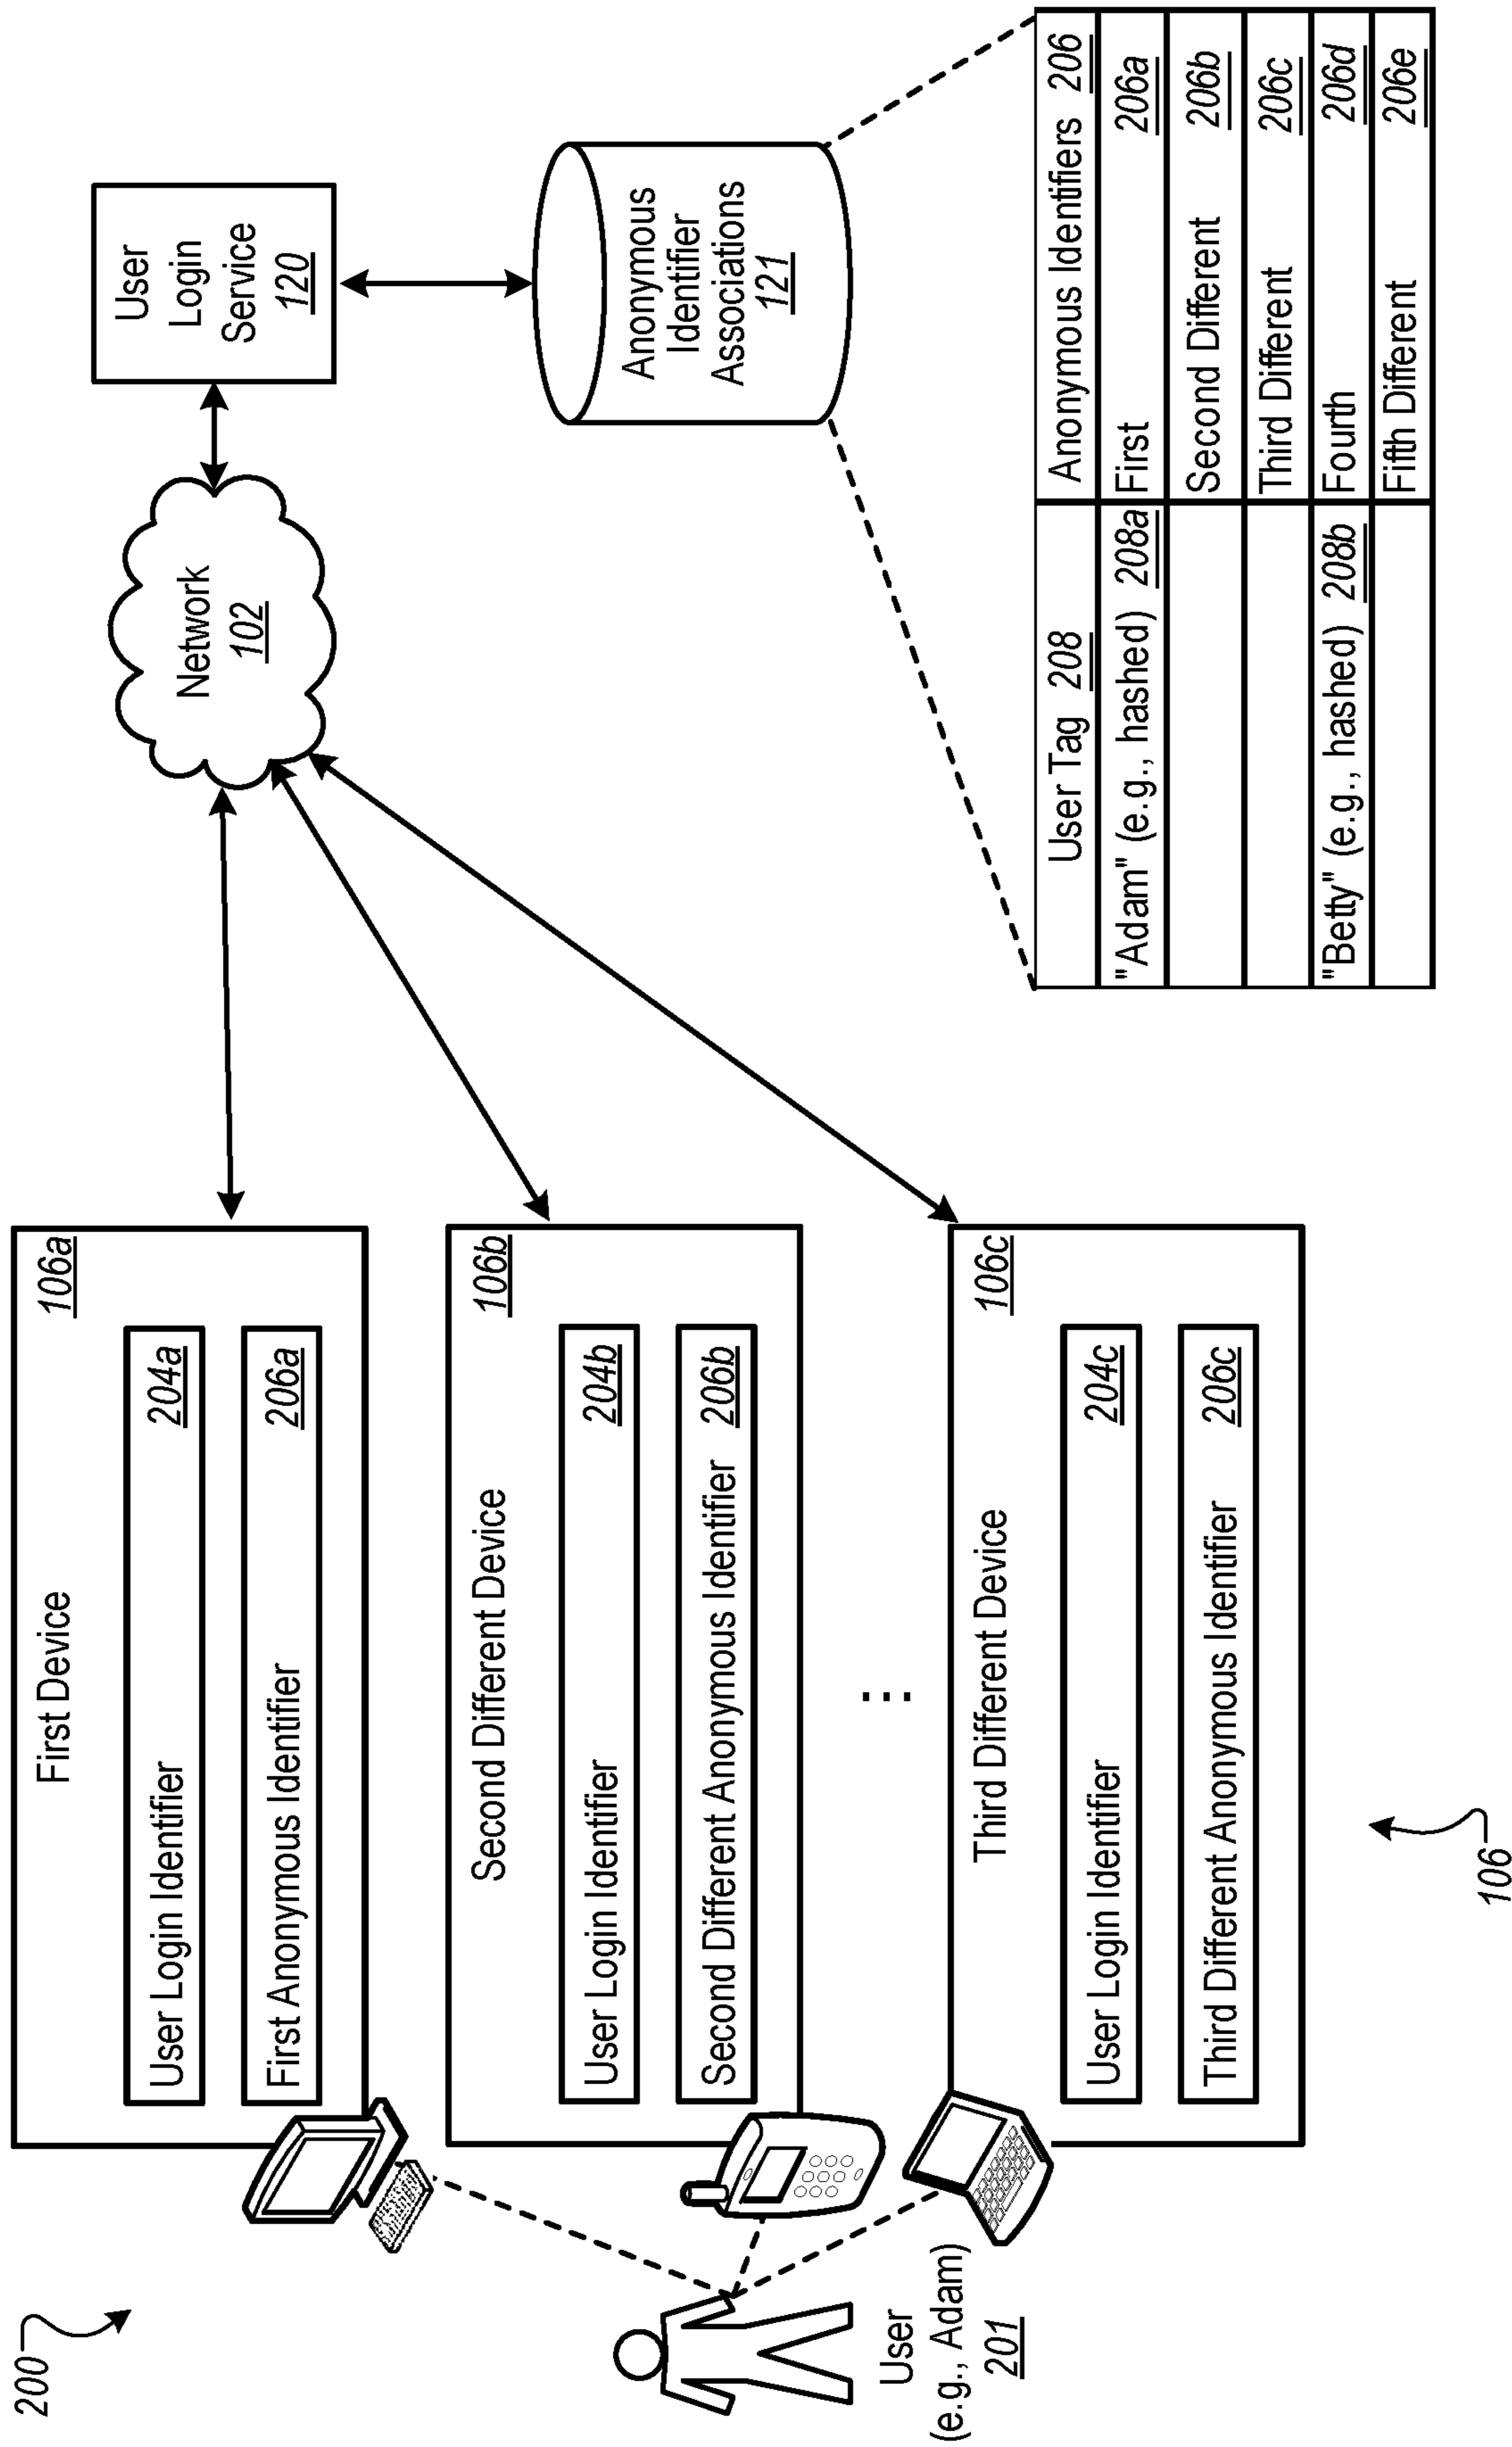 200
User
(e.g., Adam)
201
First Device
106a
User Login Identifier 204a
First Anonymous Identifier 206a
Second Different Device
106b
User Login Identifier 204b
Second Different Anonymous Identifier 206b
...
Third Different Device
106c
User Login Identifier 204c
Third Different Anonymous Identifier 206c
106
Network
102
User
Login
Service
120
Anonymous
Identifier
Associations
121
User Tag 208 Anonymous Identifiers 206
"Adam" (e.g., hashed) 208a First 206a
Second Different 206b
Third Different 206c
"Betty" (e.g., hashed) 208b Fourth 206d
Fifth Different 206e